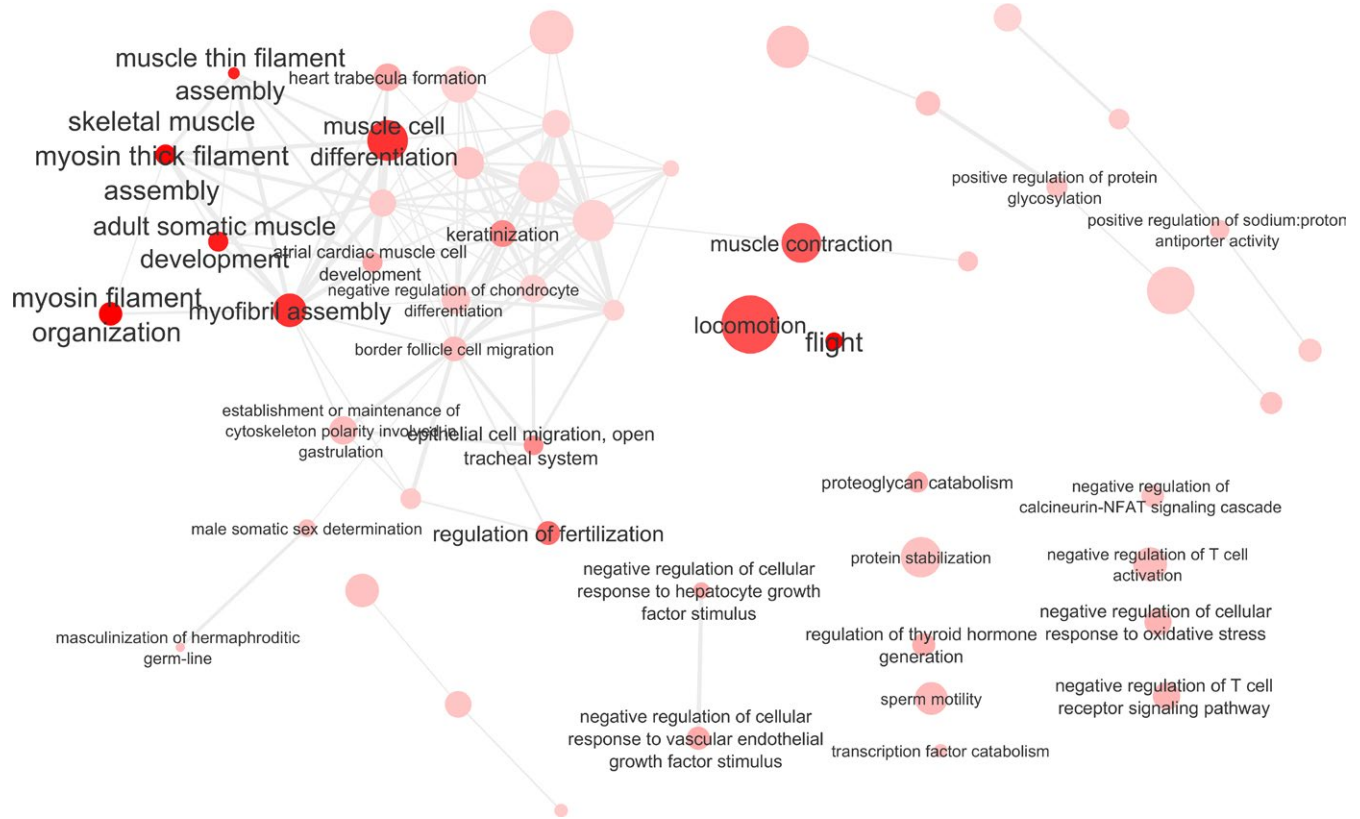 muscle thin filament
assembly
heart trabecula formation
skeletal muscle
myosin thick filament
assembly
muscle cell
differentiation
adult somatic muscle
development
keratinization
atrial cardiac muscle cell
development
negative regulation of chondrocyte
differentiation
myosin filament
organization
myofibril assembly
border follicle cell migration
establishment or maintenance of
cytoskeleton polarity involved in
gastrulation
epithelial cell migration, open
tracheal system
male somatic sex determination
regulation of fertilization
masculinization of hermaphroditic
germ-line
positive regulation of protein
glycosylation
positive regulation of sodium:proton
antiporter activity
muscle contraction
locomotion
flight
proteoglycan catabolism
negative regulation of
calcineurin-NFAT signaling cascade
protein stabilization
negative regulation of T cell
activation
negative regulation of cellular
response to hepatocyte growth
factor stimulus
negative regulation of cellular
response to oxidative stress
regulation of thyroid hormone
generation
sperm motility
negative regulation of T cell
receptor signaling pathway
negative regulation of cellular
response to vascular endothelial
growth factor stimulus
transcription factor catabolism